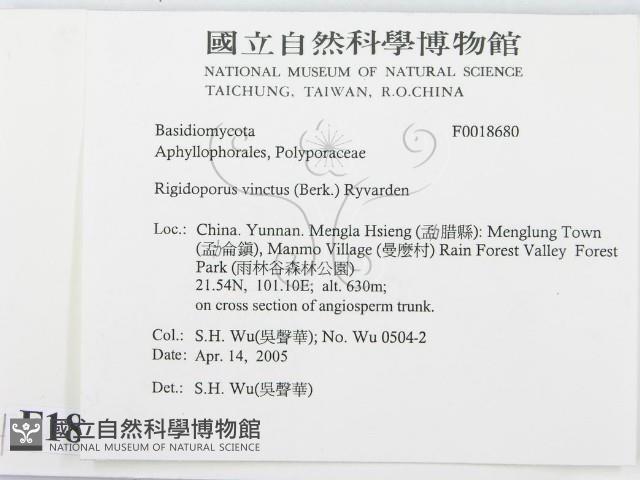 國立自然科學博物館
NATIONAL MUSEUM OF NATURAL SCIENCE
TAICHUNG, TAIWAN, R.O.CHINA
Basidiomycota F0018680
Aphyllophorales, Polyporaceae
Rigidoporus vinctus (Berk.) Ryvarden
Loc.: China. Yunnan. Mengla Hsieng (孟腊縣): Menglung Town
(孟侖鎭), Manmo Village (曼麼村) Rain Forest Valley Forest
Park (雨林谷森林公園)
21.54N, 101.10E; alt. 630m;
on cross section of angiosperm trunk.
Col.: S.H. Wu(吳聲華); No. Wu 0504-2
Date: Apr. 14, 2005
Det.: S.H. Wu(吳聲華)
F18
國立自然科學博物館
NATIONAL MUSEUM OF NATURAL SCIENCE